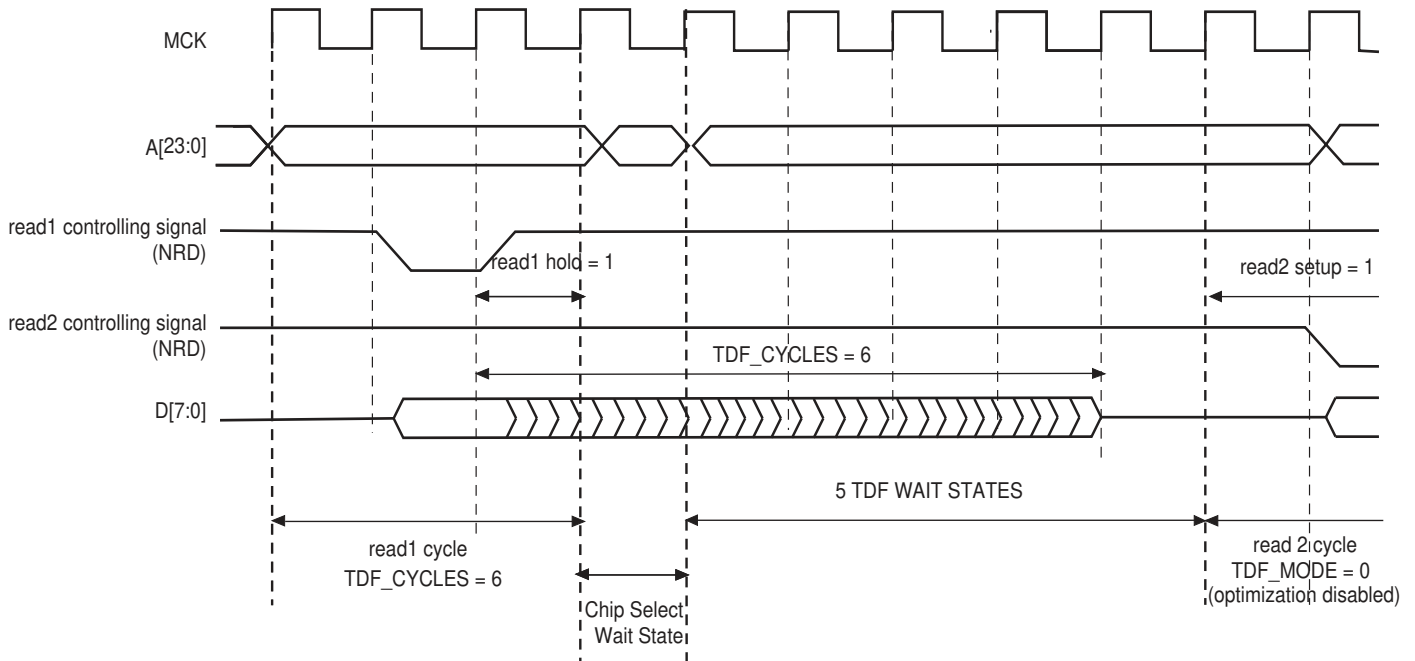 MCK
A[23:0]
read1 controlling signal
(NRD)
read1 hold = 1
read2 setup = 1
read2 controlling signal
(NRD)
TDF_CYCLES = 6
D[7:0]
5 TDF WAIT STATES
read1 cycle
TDF_CYCLES = 6
Chip Select
Wait State
read 2 cycle
TDF_MODE = 0
(optimization disabled)